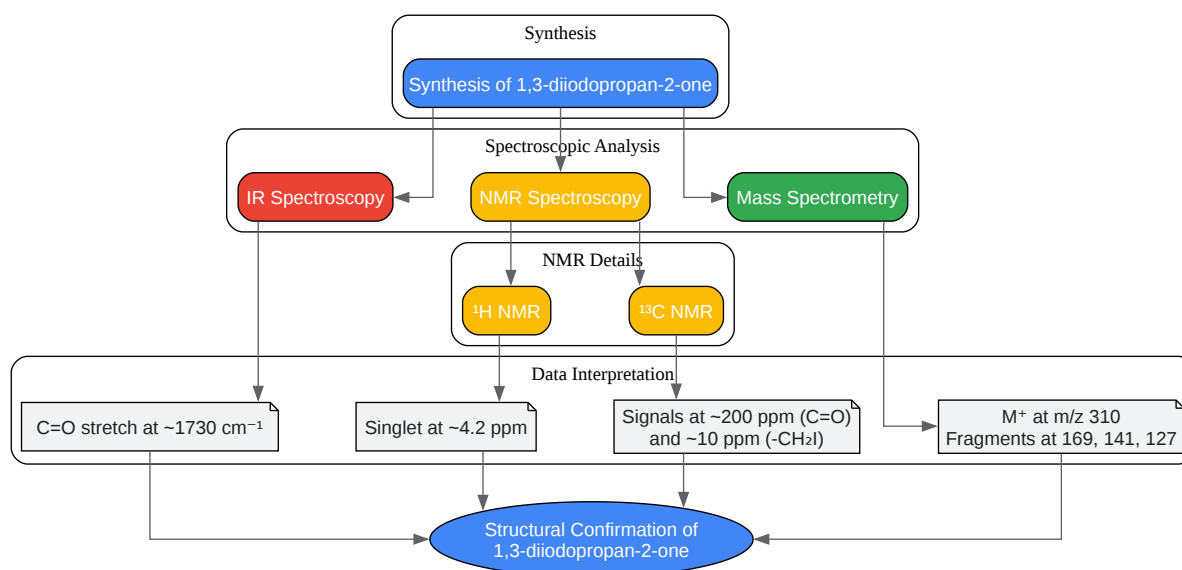 Synthesis
Synthesis of 1,3-diiodopropan-2-one
Spectroscopic Analysis
IR Spectroscopy
NMR Spectroscopy
Mass Spectrometry
NMR Details
¹H NMR
¹³C NMR
Data Interpretation
C=O stretch at ~1730 cm⁻¹
Singlet at ~4.2 ppm
Signals at ~200 ppm (C=O)
and ~10 ppm (-CH₂I)
M⁺ at m/z 310
Fragments at 169, 141, 127
Structural Confirmation of
1,3-diiodopropan-2-one